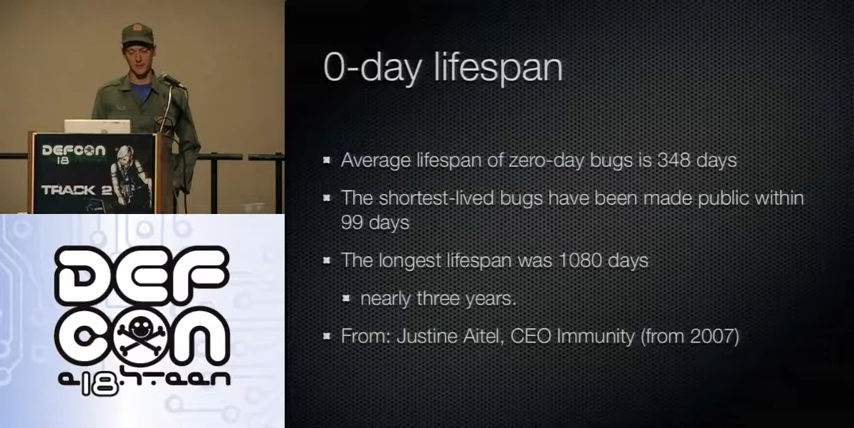 DEFCON
18
TRACK 2
DEF
CON
0-day lifespan
Average lifespan of zero-day bugs is 348 days
The shortest-lived bugs have been made public within
99 days
The longest lifespan was 1080 days
nearly three years.
From: Justine Aitel, CEO Immunity (from 2007)